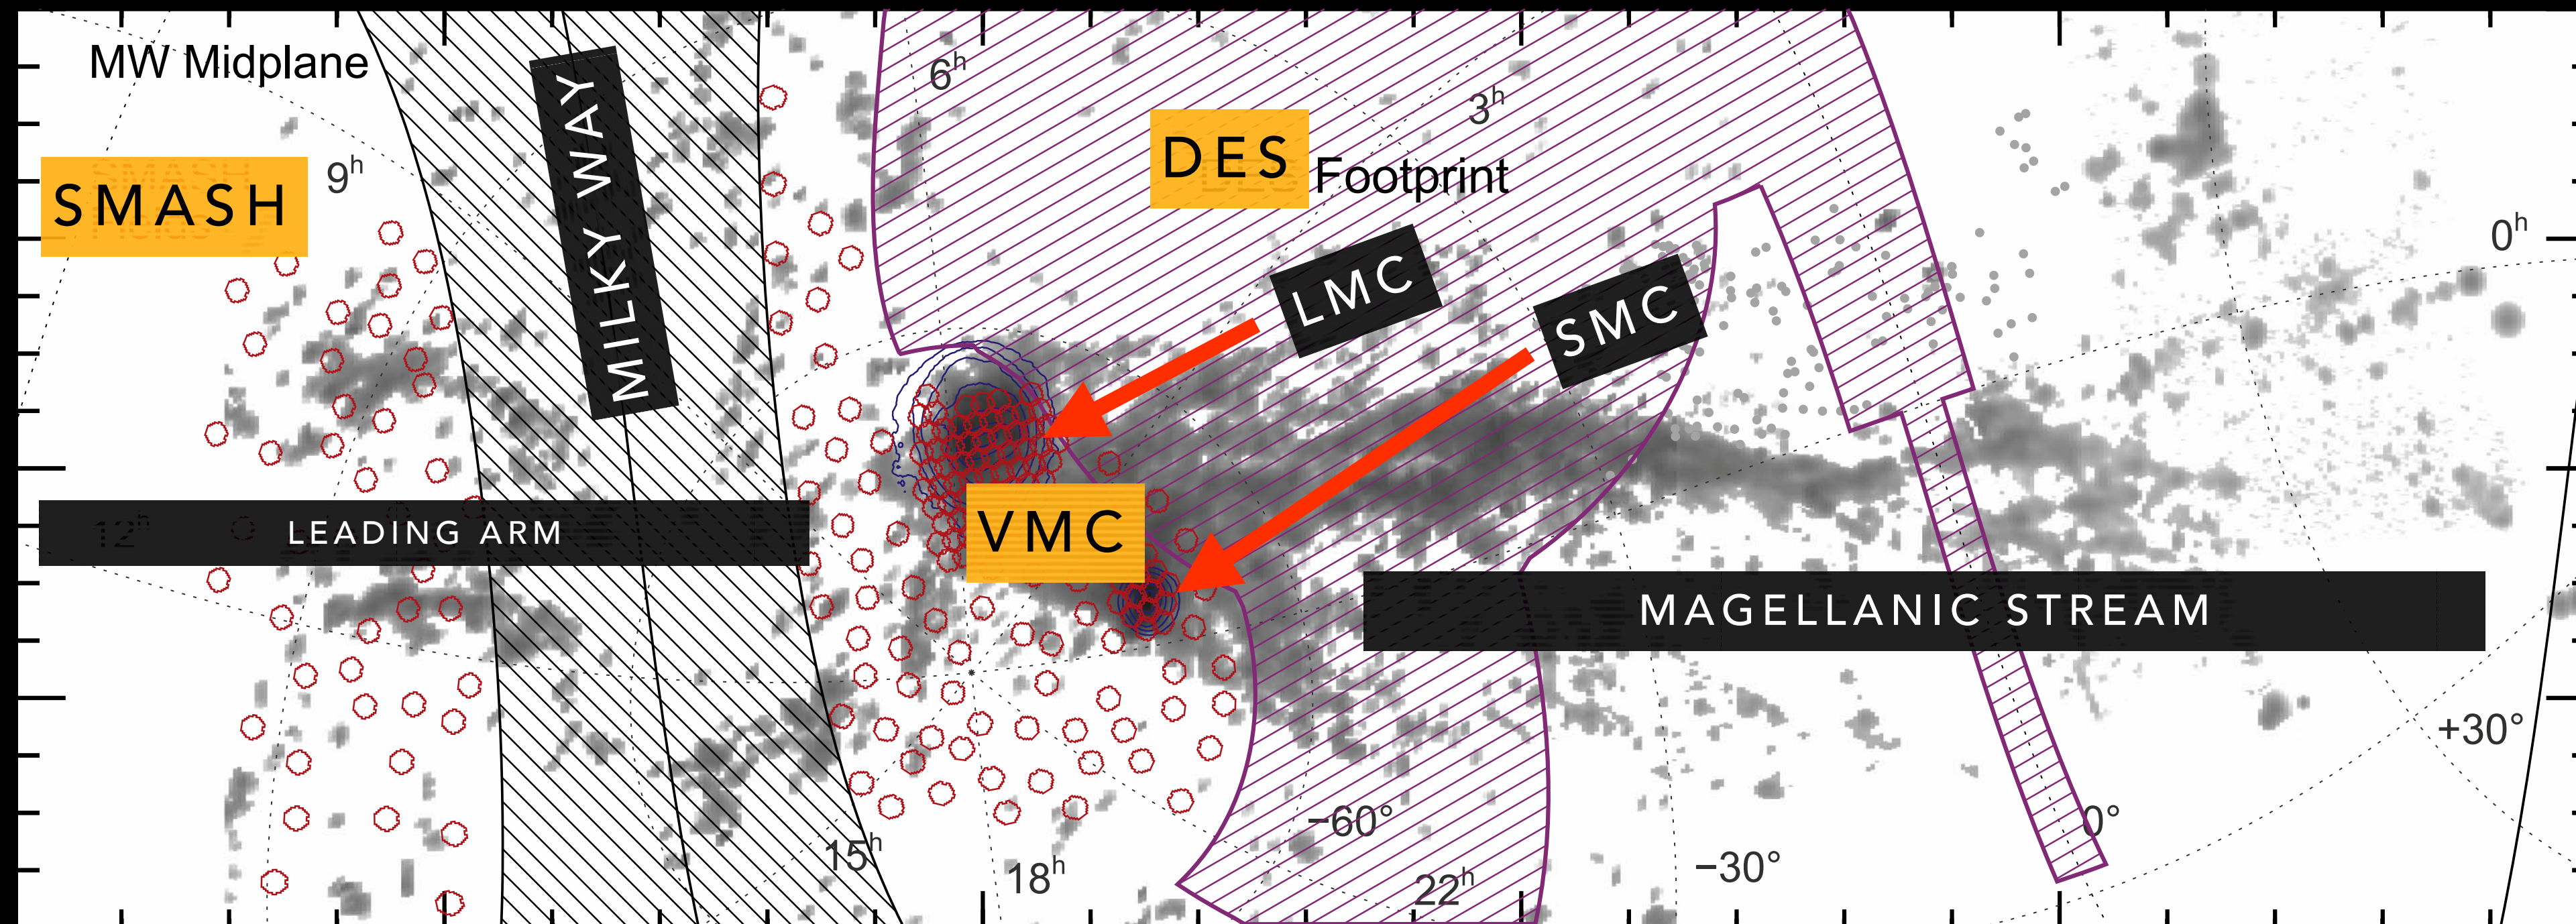 MW Midplane
MILKY WAY
6ʰ
3ʰ
DES Footprint
SMASH
9ʰ
0ʰ
LMC
SMC
VMC
12ʰ
LEADING ARM
MAGELLANIC STREAM
+30°
0°
−60°
−30°
15ʰ
18ʰ
22ʰ